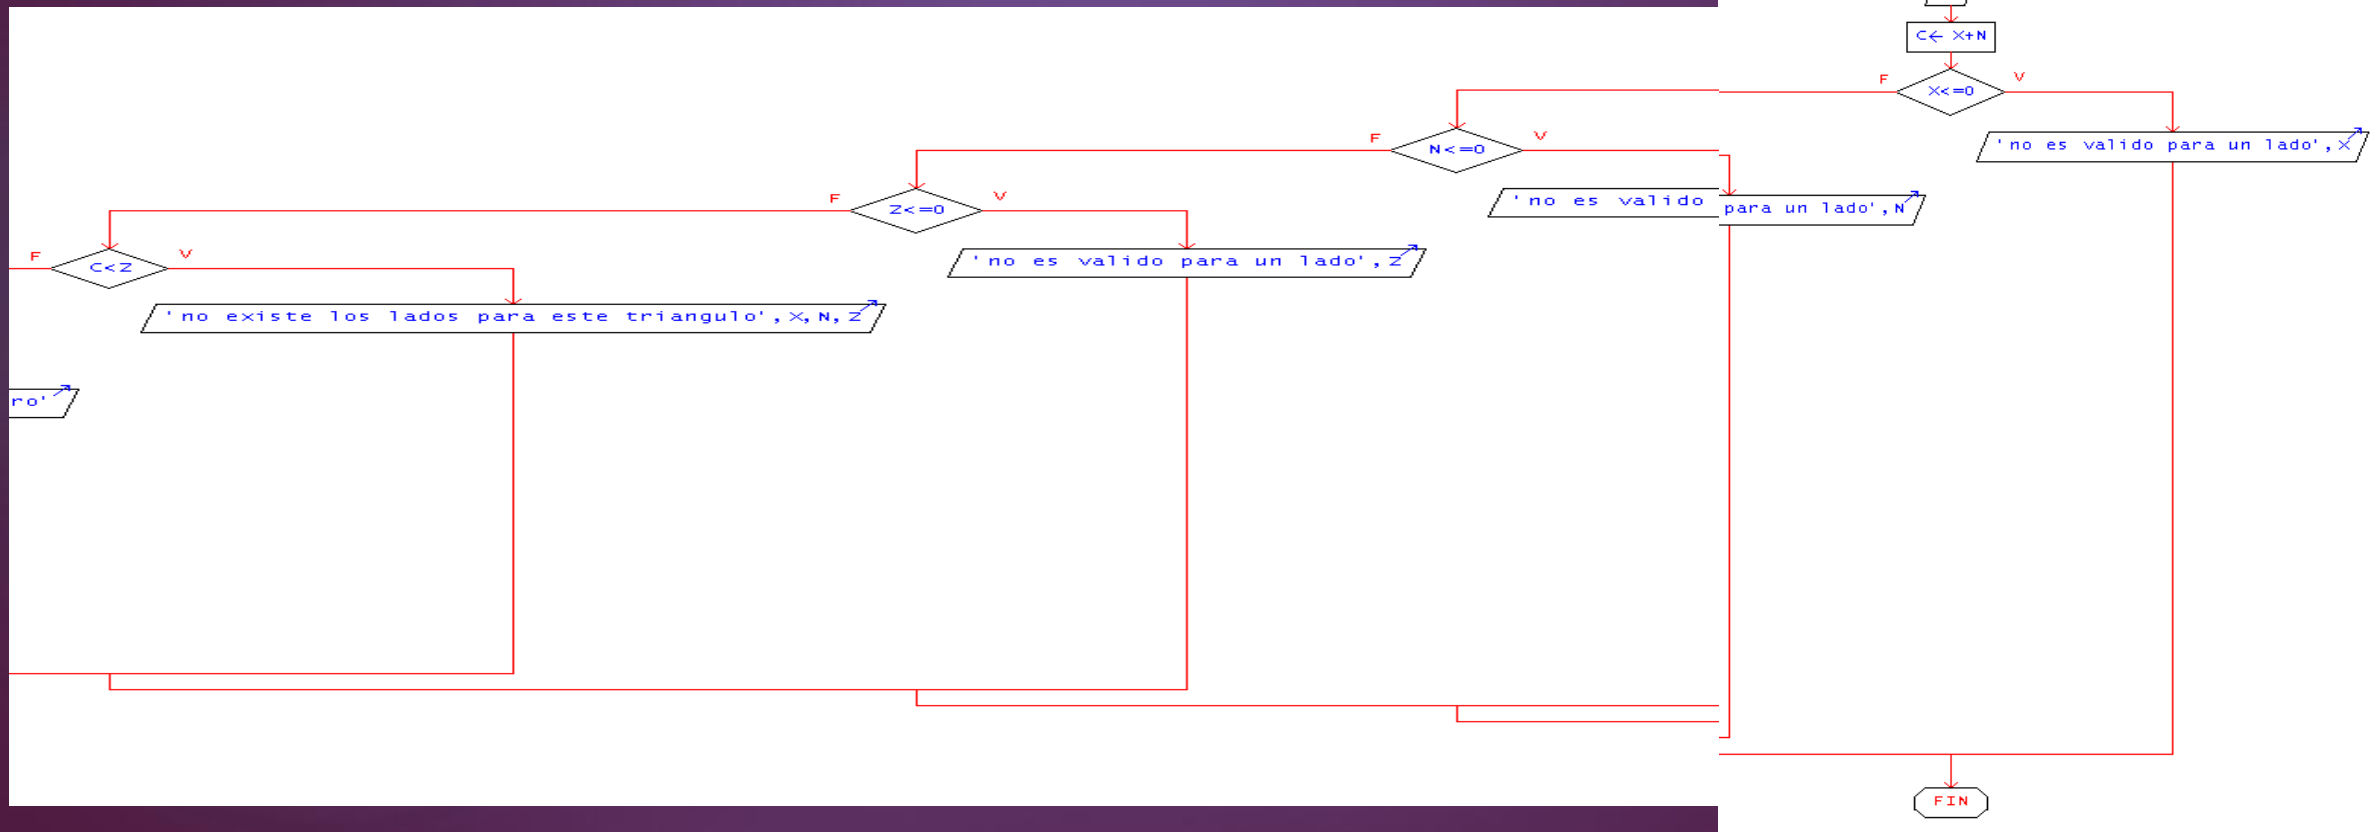 C← X+N
F
X<=0
V
'no es valido para un lado',X
F
N<=0
V
'no es valido para un lado',N
F
Z<=0
V
'no es valido para un lado',Z
F
C<Z
V
'no existe los lados para este triangulo',X,N,Z
ro'
FIN